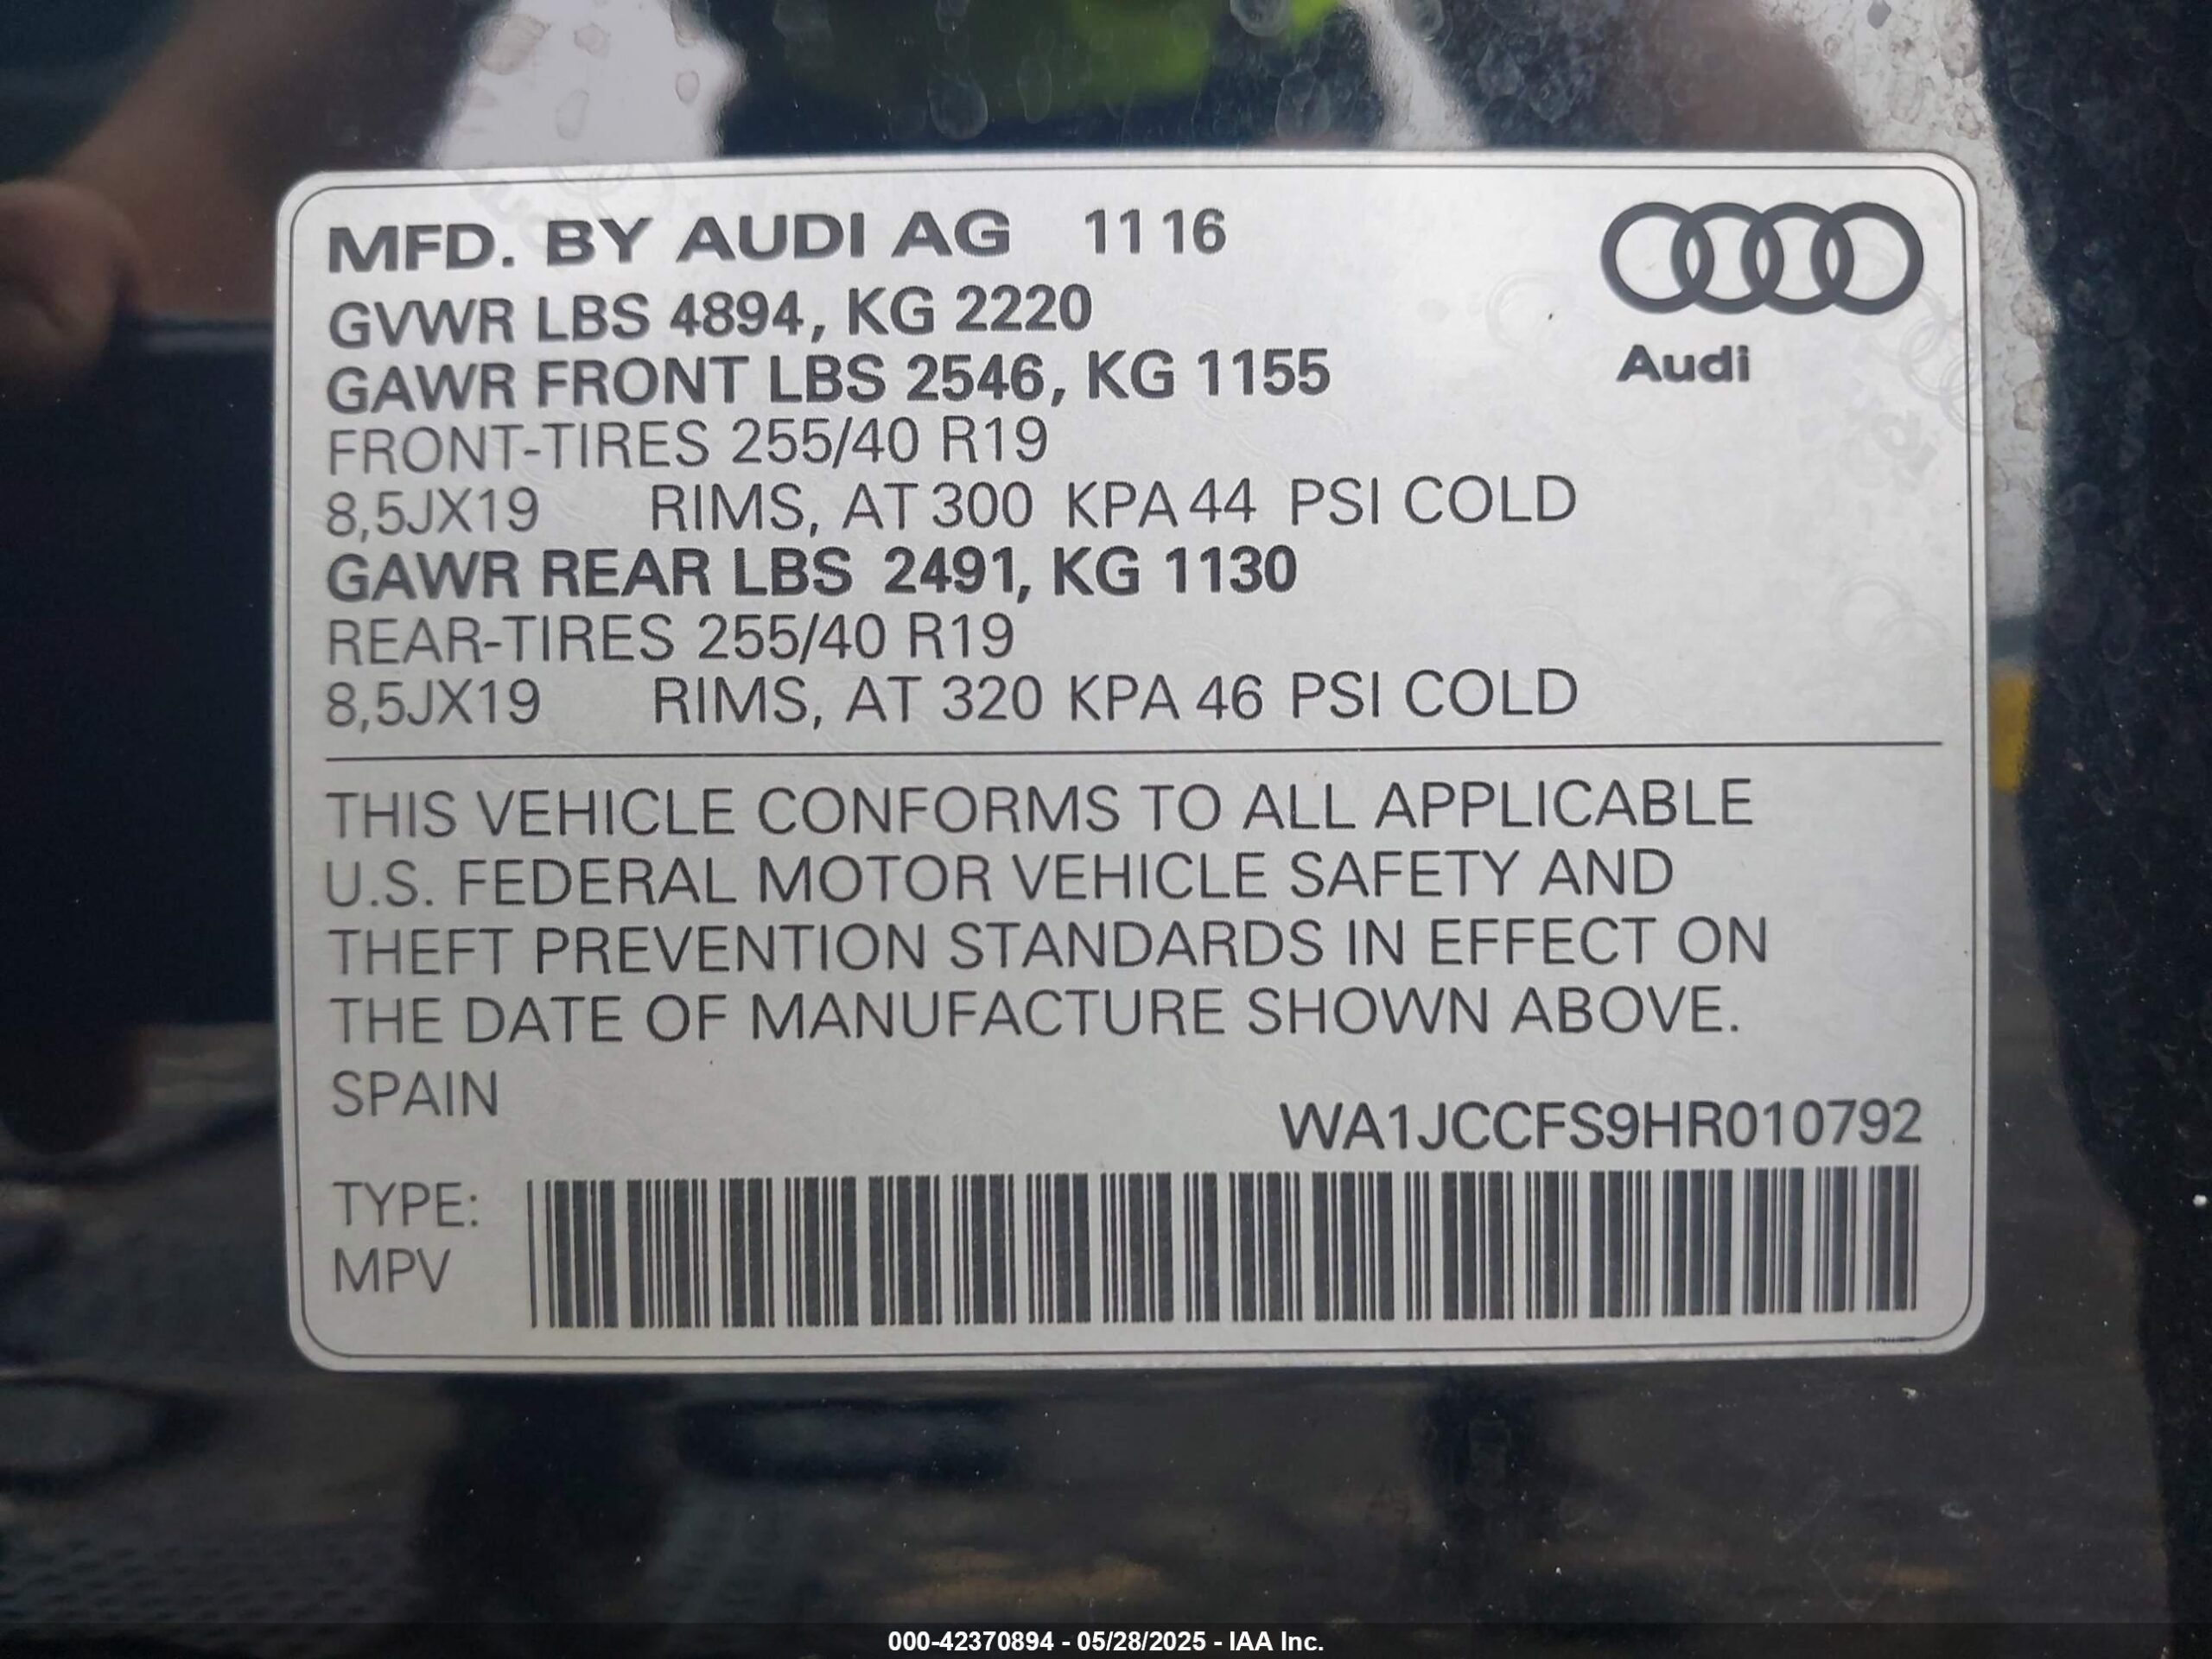 MFD. BY AUDI AG 11 16
GVWR LBS 4894, KG 2220
GAWR FRONT LBS 2546, KG 1155
Audi
FRONT-TIRES 255/40 R19
8,5JX19 RIMS, AT 300 KPA 44 PSI COLD
GAWR REAR LBS 2491, KG 1130
REAR-TIRES 255/40 R19
8,5JX19 RIMS, AT 320 KPA 46 PSI COLD
THIS VEHICLE CONFORMS TO ALL APPLICABLE
U.S. FEDERAL MOTOR VEHICLE SAFETY AND
THEFT PREVENTION STANDARDS IN EFFECT ON
THE DATE OF MANUFACTURE SHOWN ABOVE.
SPAIN
WA1JCCFS9HR010792
TYPE:
MPV
000-42370894 - 05/28/2025 - IAA Inc.